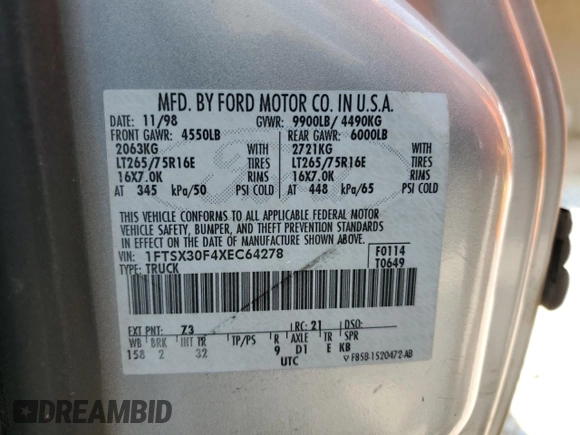 MFD. BY FORD MOTOR CO. IN U.S.A.
DATE: 11/98 GVWR: 9900LB/ 4490KG
FRONT GAWR: 4550LB REAR GAWR: 6000LB
2063KG WITH 2721KG WITH
LT265/75R16E TIRES LT265/75R16E TIRES
16X7.0K RIMS 16X7.0K RIMS
AT 345 kPa/50 PSI COLD AT 448 kPa/65 PSI COLD
THIS VEHICLE CONFORMS TO ALL APPLICABLE FEDERAL MOTOR
VEHICLE SAFETY, BUMPER, AND THEFT PREVENTION STANDARDS
IN EFFECT ON THE DATE OF MANUFACTURE SHOWN ABOVE.
VIN: 1FTSX30F4XEC64278 F0114
TYPE: TRUCK T0649
EXT PNT: Z3 RC: 21 DSO:
WB BRK INT TR TP/PS R AXLE TR SPR
158 2 32 9 D1 E KB
UTC F85B-1520472-AB
DREAMBID